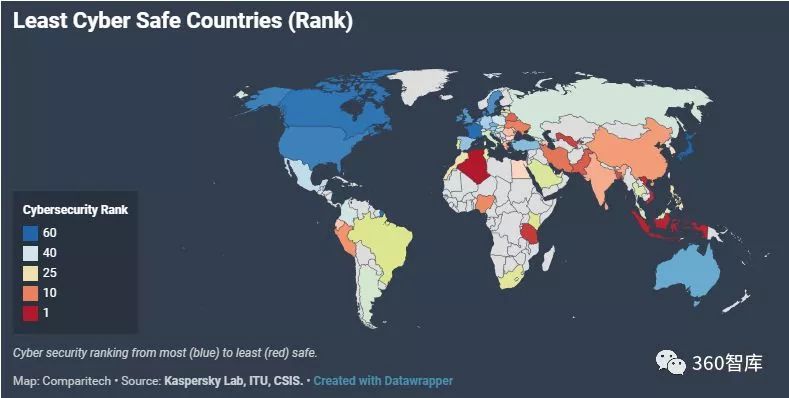 Least Cyber Safe Countries (Rank)
Cybersecurity Rank
60
40
25
10
1
Cyber security ranking from most (blue) to least (red) safe.
Map: Comparitech • Source: Kaspersky Lab, ITU, CSIS. • Created with Datawrapper
360智库